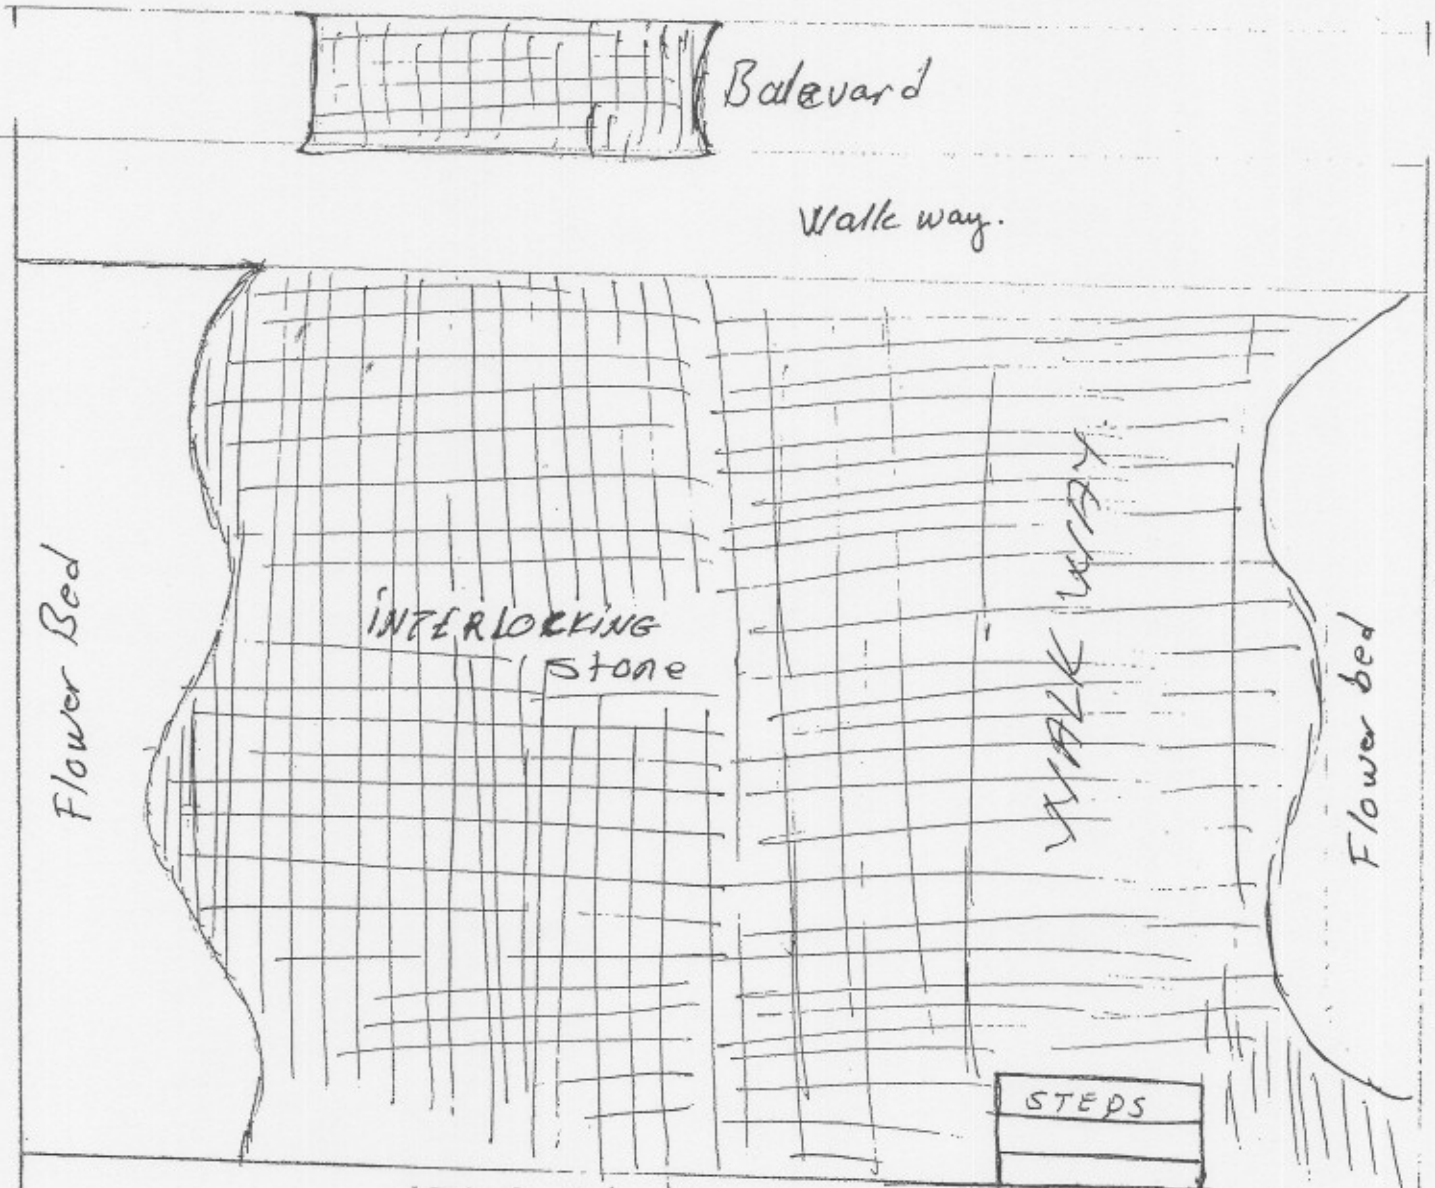 Balevard
Walk way.
Flower Bed
INTERLOCKING
Stone
WALK WAY
Flower bed
STEPS